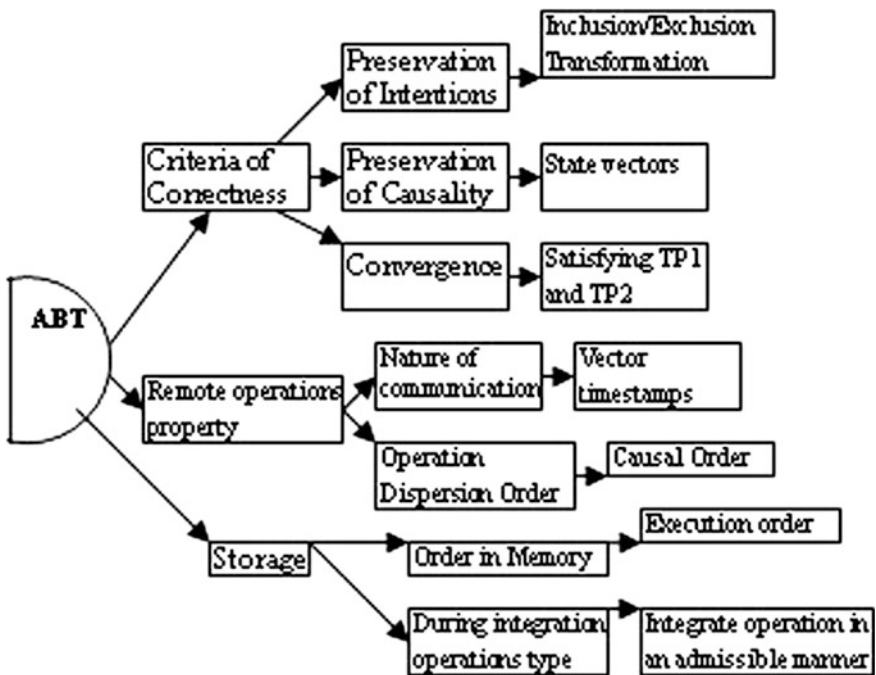 Inclusion/Exclusion
Transformation
Preservation
of Intentions
Criteria of
Correctness
Preservation
of Causality
State vectors
Convergence
Satisfying TP1
and TP2
ABT
Nature of
communication
Vector
timestamps
Remote operations
property
Operation
Dispersion Order
Causal Order
Storage
Order in Memory
Execution order
During integration
operations type
Integrate operation in
an admissible manner